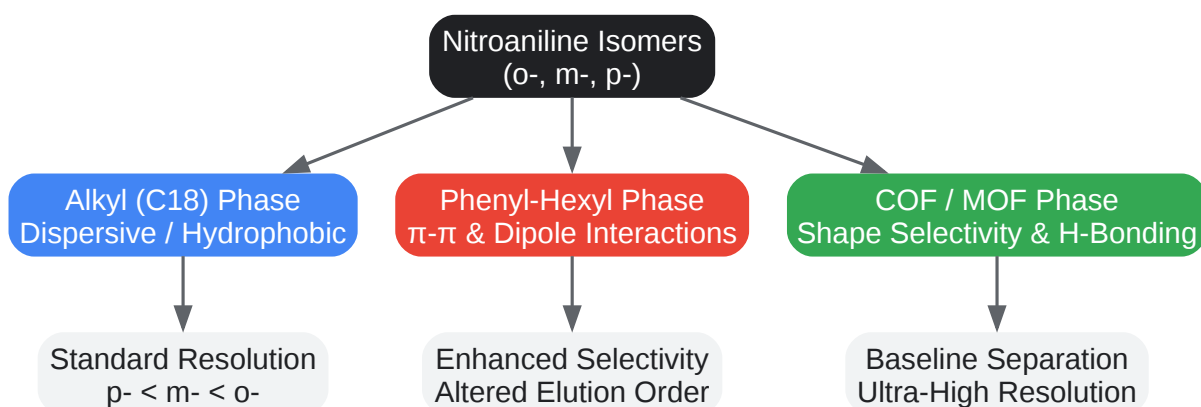 Nitroaniline Isomers
(o-, m-, p-)
Alkyl (C18) Phase
Dispersive / Hydrophobic
Phenyl-Hexyl Phase
π-π & Dipole Interactions
COF / MOF Phase
Shape Selectivity & H-Bonding
Standard Resolution
p- < m- < o-
Enhanced Selectivity
Altered Elution Order
Baseline Separation
Ultra-High Resolution